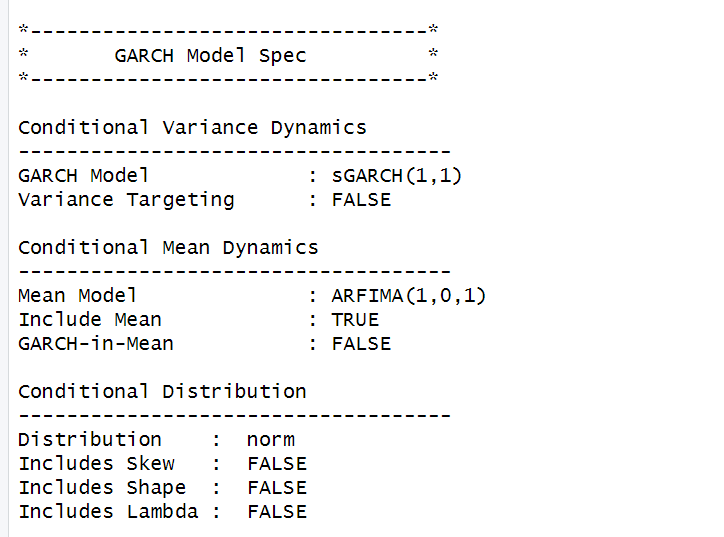 *---------------------------------*
*       GARCH Model Spec          *
*---------------------------------*
Conditional Variance Dynamics
------------------------------------
GARCH Model             : sGARCH(1,1)
Variance Targeting      : FALSE
Conditional Mean Dynamics
------------------------------------
Mean Model              : ARFIMA(1,0,1)
Include Mean            : TRUE
GARCH-in-Mean           : FALSE
Conditional Distribution
------------------------------------
Distribution    :  norm
Includes Skew   :  FALSE
Includes Shape  :  FALSE
Includes Lambda :  FALSE